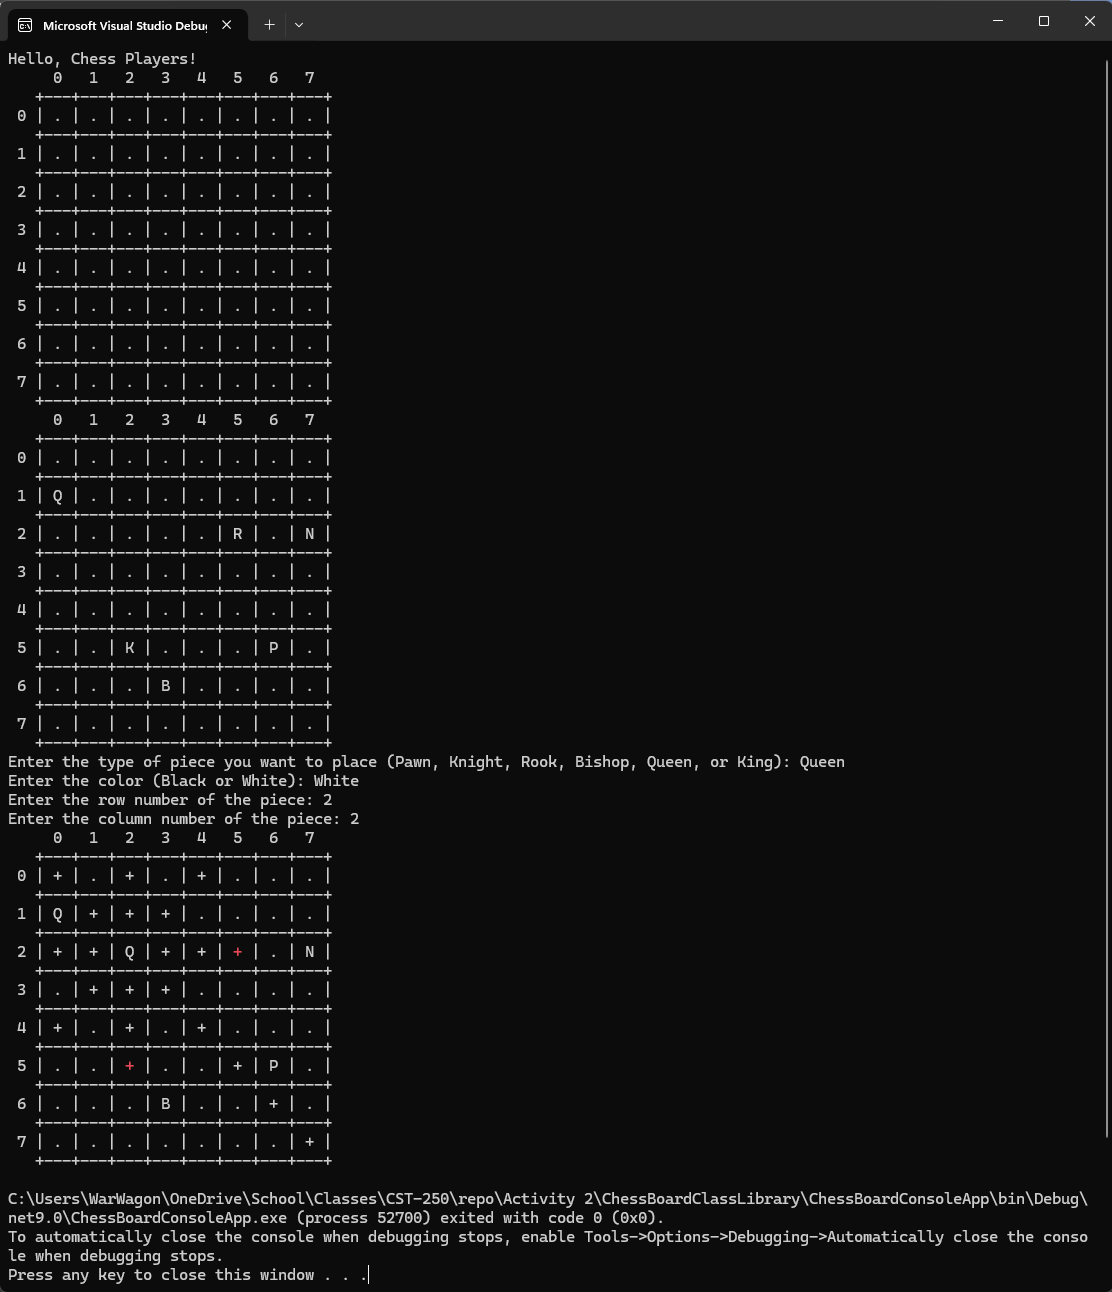 Microsoft Visual Studio Debug
Hello, Chess Players!
     0   1   2   3   4   5   6   7
   +---+---+---+---+---+---+---+---+
 0 | . | . | . | . | . | . | . | . |
   +---+---+---+---+---+---+---+---+
 1 | . | . | . | . | . | . | . | . |
   +---+---+---+---+---+---+---+---+
 2 | . | . | . | . | . | . | . | . |
   +---+---+---+---+---+---+---+---+
 3 | . | . | . | . | . | . | . | . |
   +---+---+---+---+---+---+---+---+
 4 | . | . | . | . | . | . | . | . |
   +---+---+---+---+---+---+---+---+
 5 | . | . | . | . | . | . | . | . |
   +---+---+---+---+---+---+---+---+
 6 | . | . | . | . | . | . | . | . |
   +---+---+---+---+---+---+---+---+
 7 | . | . | . | . | . | . | . | . |
   +---+---+---+---+---+---+---+---+
     0   1   2   3   4   5   6   7
   +---+---+---+---+---+---+---+---+
 0 | . | . | . | . | . | . | . | . |
   +---+---+---+---+---+---+---+---+
 1 | Q | . | . | . | . | . | . | . |
   +---+---+---+---+---+---+---+---+
 2 | . | . | . | . | . | R | . | N |
   +---+---+---+---+---+---+---+---+
 3 | . | . | . | . | . | . | . | . |
   +---+---+---+---+---+---+---+---+
 4 | . | . | . | . | . | . | . | . |
   +---+---+---+---+---+---+---+---+
 5 | . | . | K | . | . | . | P | . |
   +---+---+---+---+---+---+---+---+
 6 | . | . | . | B | . | . | . | . |
   +---+---+---+---+---+---+---+---+
 7 | . | . | . | . | . | . | . | . |
   +---+---+---+---+---+---+---+---+
Enter the type of piece you want to place (Pawn, Knight, Rook, Bishop, Queen, or King): Queen
Enter the color (Black or White): White
Enter the row number of the piece: 2
Enter the column number of the piece: 2
     0   1   2   3   4   5   6   7
   +---+---+---+---+---+---+---+---+
 0 | + | . | + | . | + | . | . | . |
   +---+---+---+---+---+---+---+---+
 1 | Q | + | + | + | . | . | . | . |
   +---+---+---+---+---+---+---+---+
 2 | + | + | Q | + | + | + | . | N |
   +---+---+---+---+---+---+---+---+
 3 | . | + | + | + | . | . | . | . |
   +---+---+---+---+---+---+---+---+
 4 | + | . | + | . | + | . | . | . |
   +---+---+---+---+---+---+---+---+
 5 | . | . | + | . | . | + | P | . |
   +---+---+---+---+---+---+---+---+
 6 | . | . | . | B | . | . | + | . |
   +---+---+---+---+---+---+---+---+
 7 | . | . | . | . | . | . | . | + |
   +---+---+---+---+---+---+---+---+
C:\Users\WarWagon\OneDrive\School\Classes\CST-250\repo\Activity 2\ChessBoardClassLibrary\ChessBoardConsoleApp\bin\Debug\
net9.0\ChessBoardConsoleApp.exe (process 52700) exited with code 0 (0x0).
To automatically close the console when debugging stops, enable Tools->Options->Debugging->Automatically close the conso
le when debugging stops.
Press any key to close this window . . .